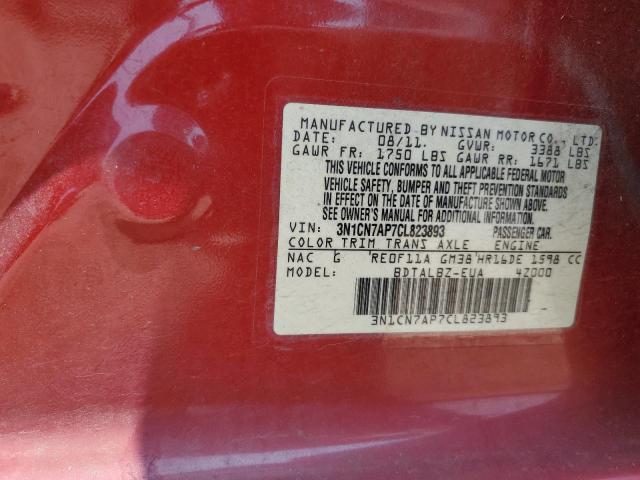 MANUFACTURED BY NISSAN MOTOR CO., LTD.
DATE: 08/11. GVWR: 3388 LBS
GAWR FR: 1750 LBS GAWR RR: 1671 LBS
THIS VEHICLE CONFORMS TO ALL APPLICABLE FEDERAL MOTOR
VEHICLE SAFETY, BUMPER AND THEFT PREVENTION STANDARDS
IN EFFECT ON THE DATE OF MANUFACTURE SHOWN ABOVE.
SEE OWNER'S MANUAL FOR ADDITIONAL INFORMATION.
VIN: 3N1CN7AP7CL823893 PASSENGER CAR.
COLOR TRIM TRANS AXLE ENGINE
NAC G RE0F11A GM38 HR16DE 1598 CC
MODEL: BDTALBZ-EUA 4Z000
3N1CN7AP7CL823893